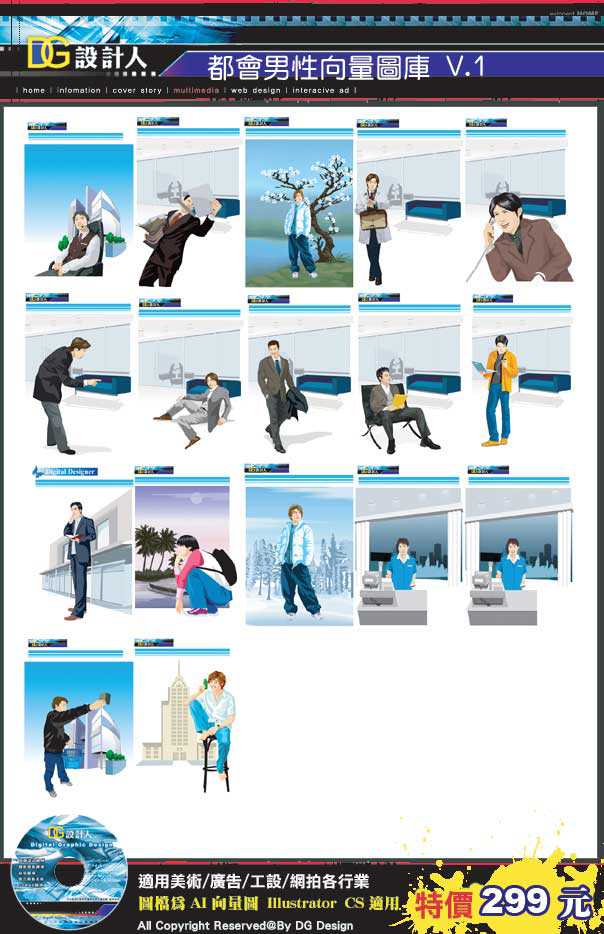 HOME
DG設計人
都會男性向量圖庫 V.1
| home | infomation | cover story | multimedia | web design | interacive ad |
Digital Designer
DG設計人
Digital Graphic Design
適用美術/廣告/工設/網拍各行業
圖檔為 AI 向量圖 Illustrator CS 適用
特價 299 元
All Copyright Reserved@By DG Design